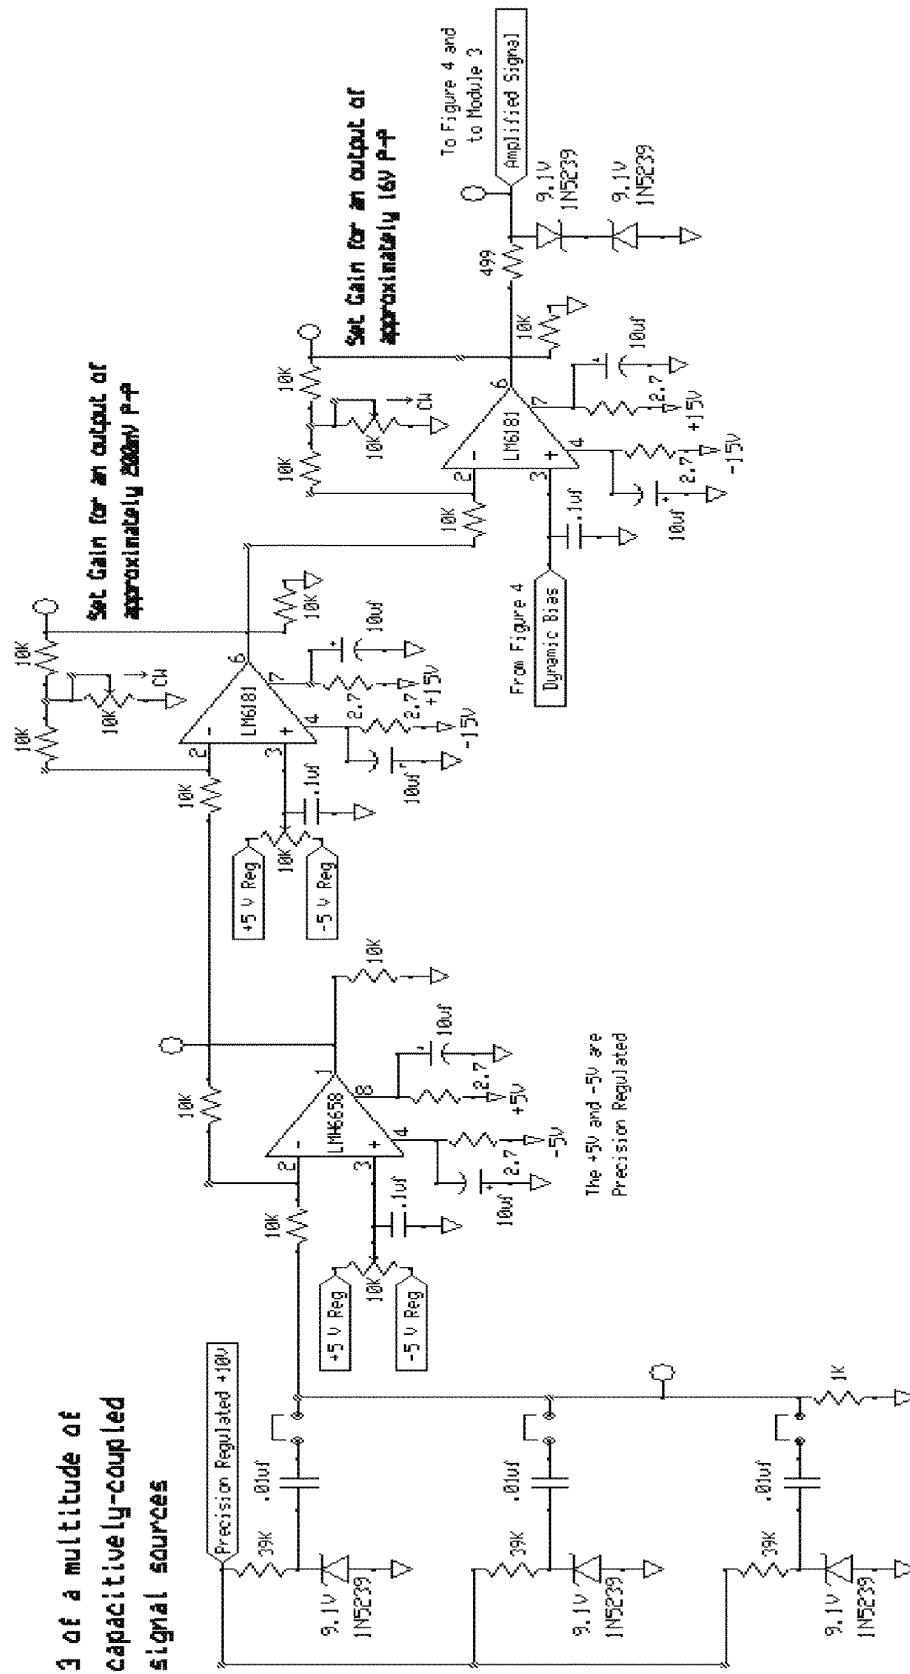 3 of a multitude of
capacitively-coupled
signal sources
Precision Regulated +10V
39K
.01uf
9.1V
1N5239
39K
.01uf
9.1V
1N5239
39K
.01uf
9.1V
1N5239
1K
10K
10K
2
-
3
+
LMH6658
1
8
4
+5 V Reg
10K
-5 V Reg
.1uf
10uf
2.7
-5V
2.7
+5V
10uf
10K
The +5V and -5V are
Precision Regulated
Set Gain for an output of
approximately 200mV P-P
10K
10K
10K
CW
10K
2
-
3
+
LM6181
6
7
4
+5 V Reg
10K
-5 V Reg
.1uf
10uf
2.7
-15V
2.7
+15V
10uf
10K
Set Gain for an output of
approximately 16V P-P
10K
10K
10K
CW
10K
2
-
3
+
LM6181
6
7
4
From Figure 4
Dynamic Bias
.1uf
10uf
2.7
-15V
2.7
+15V
10uf
10K
499
9.1V
1N5239
9.1V
1N5239
To Figure 4 and
to Module 3
Amplified Signal